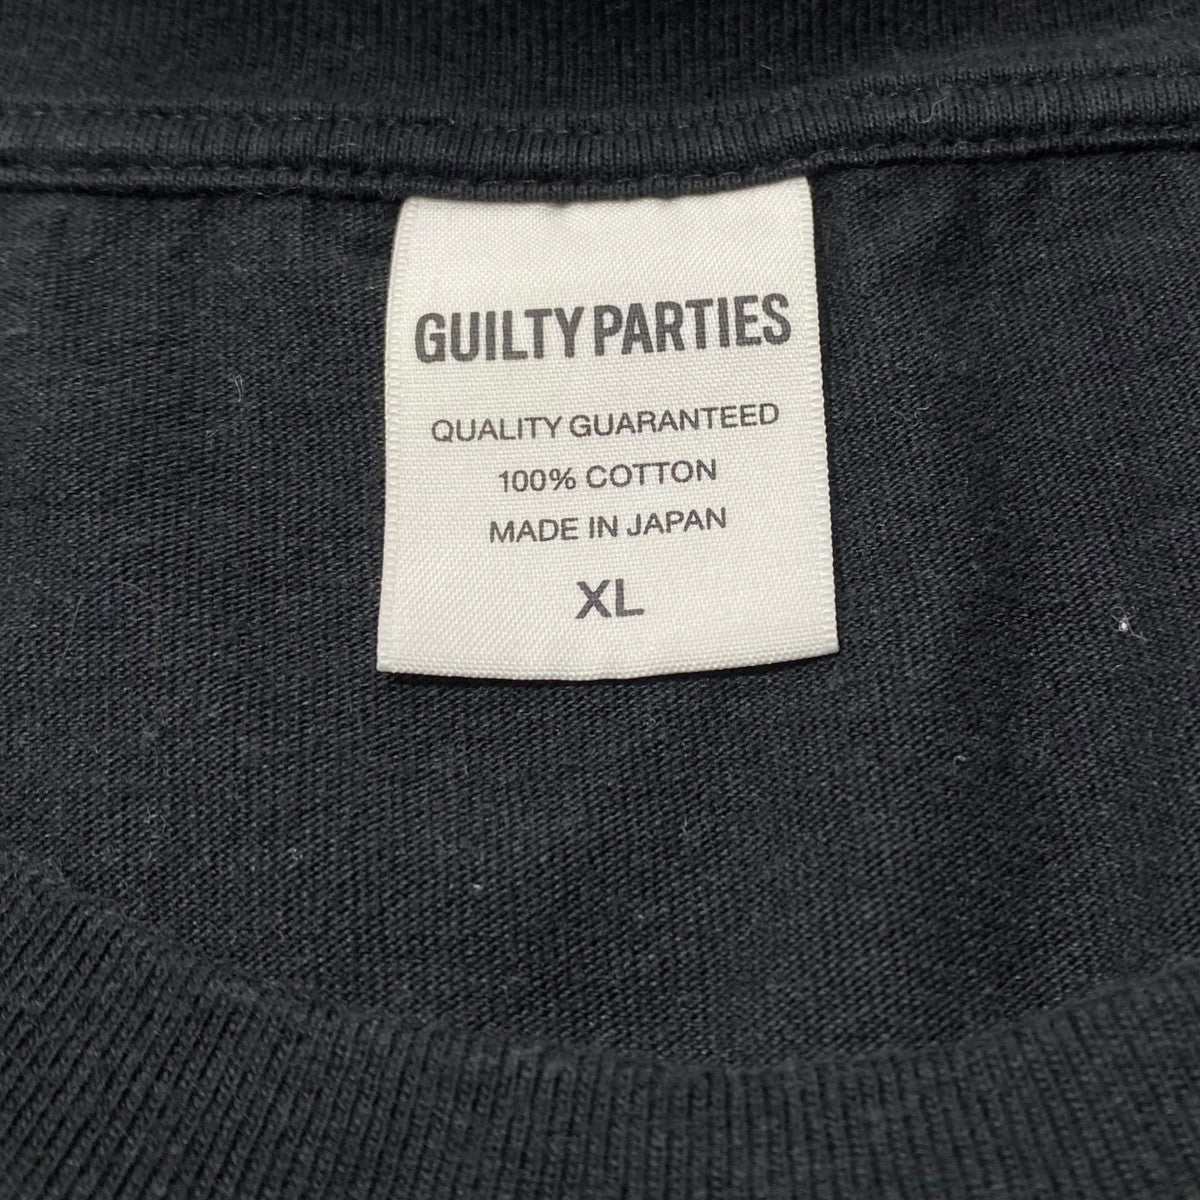 GUILTY PARTIES
QUALITY GUARANTEED
100% COTTON
MADE IN JAPAN
XL